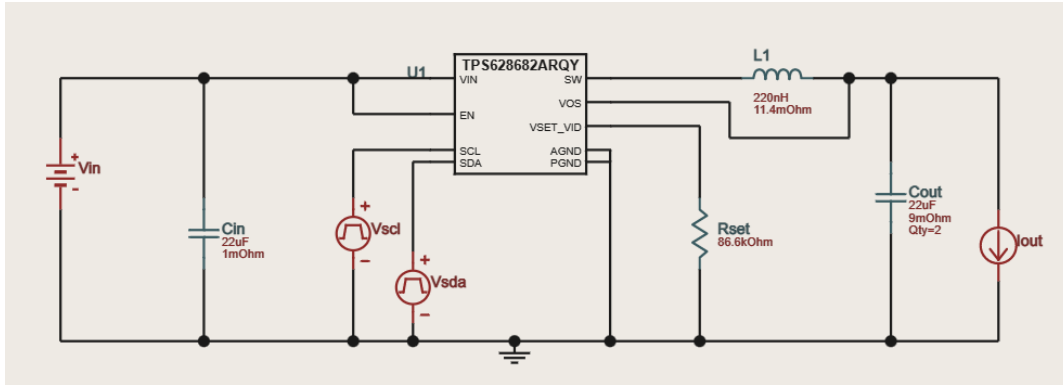 U1
TPS628682ARQY
VIN
SW
VOS
EN
VSET_VID
SCL
AGND
SDA
PGND
L1
220nH
11.4mOhm
+
Vin
-
Cin
22uF
1mOhm
+
Vscl
-
+
Vsda
-
Rset
86.6kOhm
Cout
22uF
9mOhm
Qty=2
Iout